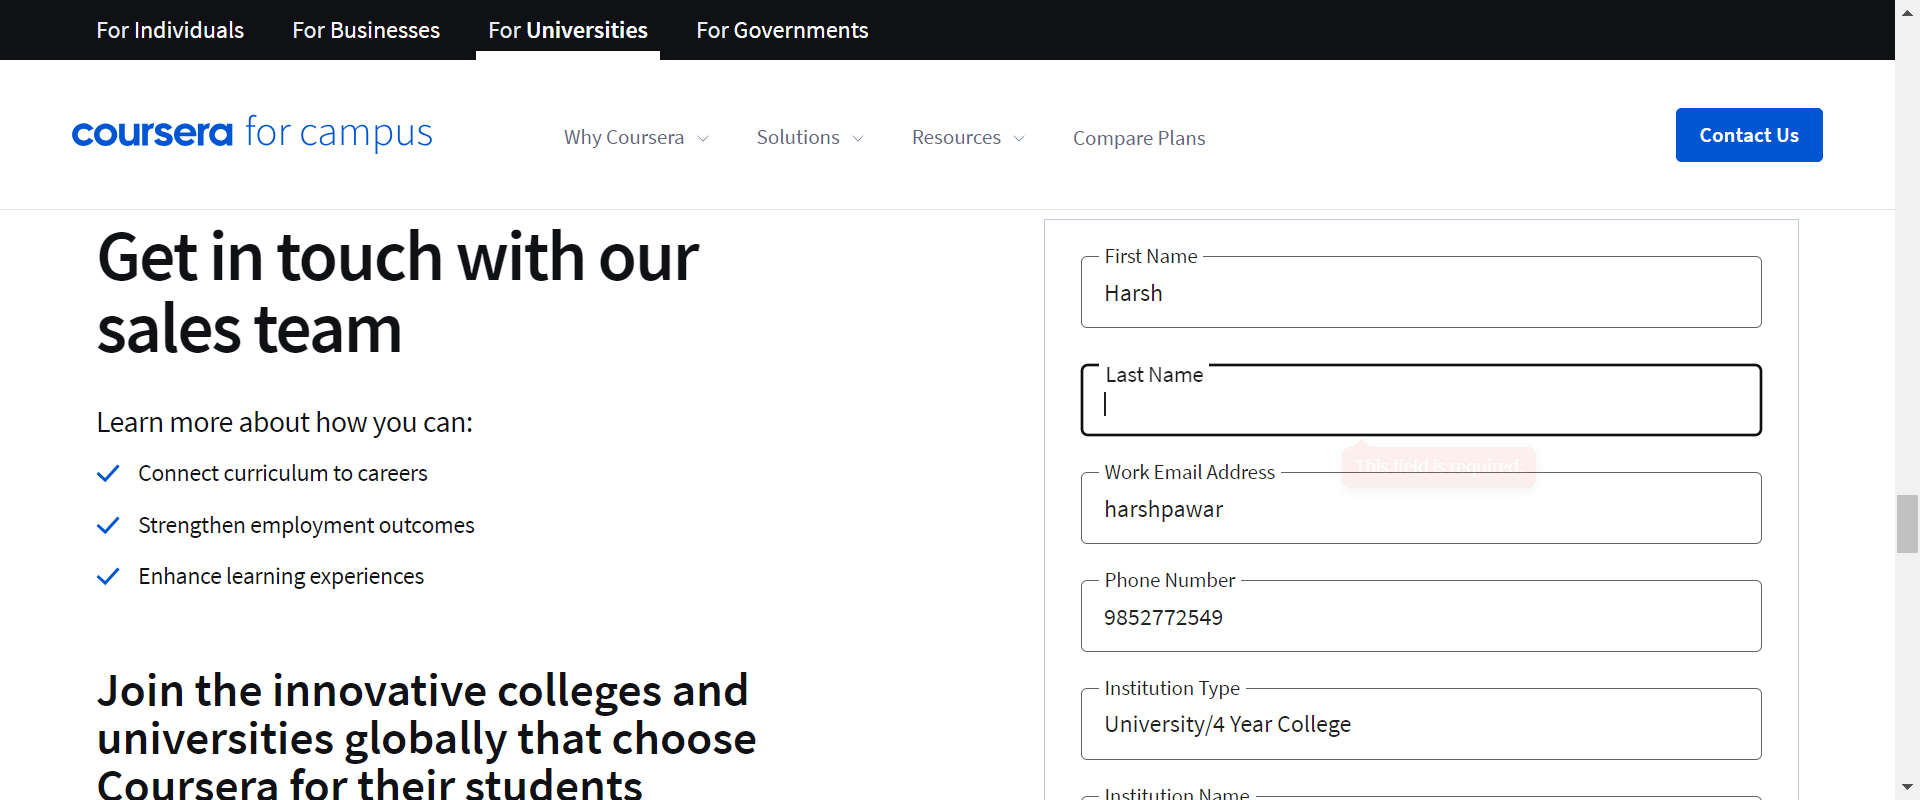 For Individuals For Businesses For Universities For Governments
coursera for campus Why Coursera Solutions Resources Compare Plans Contact Us
Get in touch with our
sales team
Learn more about how you can:
Connect curriculum to careers
Strengthen employment outcomes
Enhance learning experiences
Join the innovative colleges and
universities globally that choose
Coursera for their students
First Name
Harsh
Last Name
This field is required.
Work Email Address
harshpawar
Phone Number
9852772549
Institution Type
University/4 Year College
Institution Name